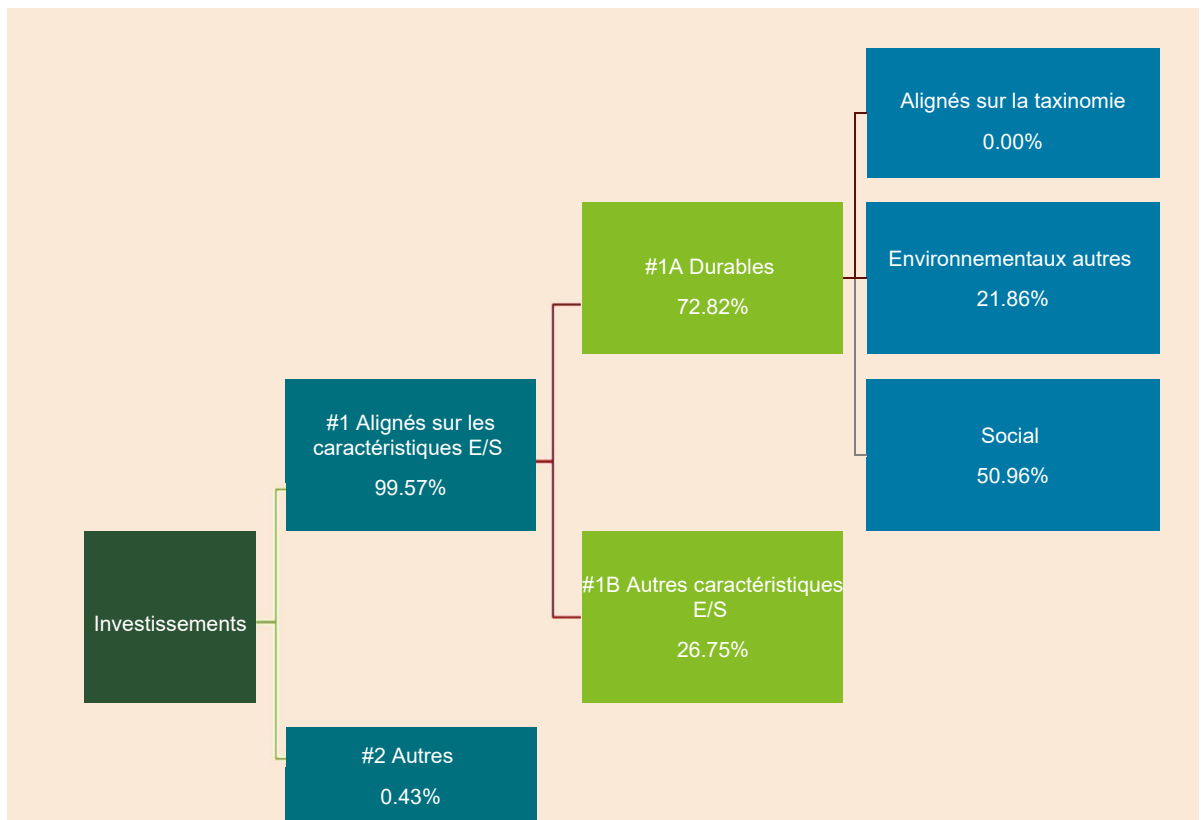 Alignés sur la taxinomie
0.00%
#1A Durables
72.82%
Environnementaux autres
21.86%
#1 Alignés sur les
caractéristiques E/S
99.57%
Social
50.96%
Investissements
#1B Autres caractéristiques
E/S
26.75%
#2 Autres
0.43%